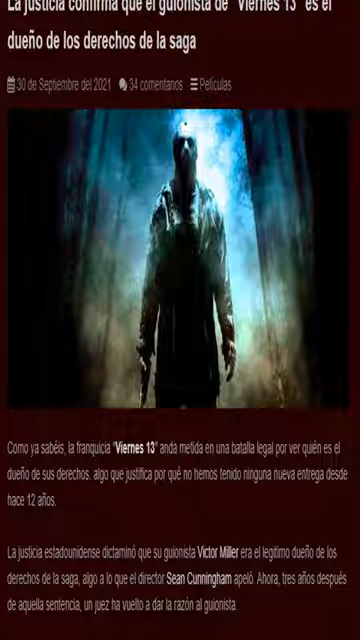 La justicia confirma que el guionista de "Viernes 13" es el
dueño de los derechos de la saga
30 de Septiembre del 2021 34 comentarios Películas
Como ya sabéis, la franquicia "Viernes 13" anda metida en una batalla legal por ver quién es el
dueño de sus derechos, algo que justifica por qué no hemos tenido ninguna nueva entrega desde
hace 12 años.
La justicia estadounidense dictaminó que su guionista Victor Miller era el legítimo dueño de los
derechos de la saga, algo a lo que el director Sean Cunningham apeló. Ahora, tres años después
de aquella sentencia, un juez ha vuelto a dar la razón al guionista.